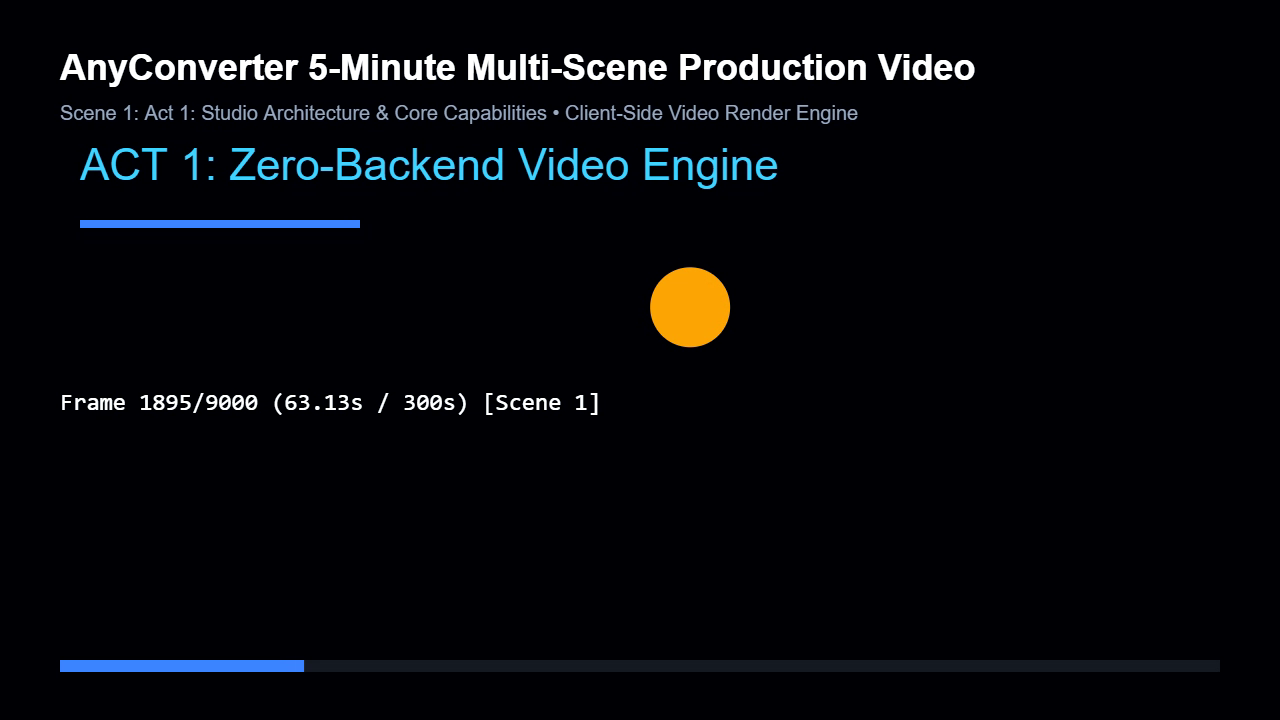 AnyConverter 5-Minute Multi-Scene Production Video
Scene 1: Act 1: Studio Architecture & Core Capabilities • Client-Side Video Render Engine
ACT 1: Zero-Backend Video Engine
Frame 1895/9000 (63.13s / 300s) [Scene 1]